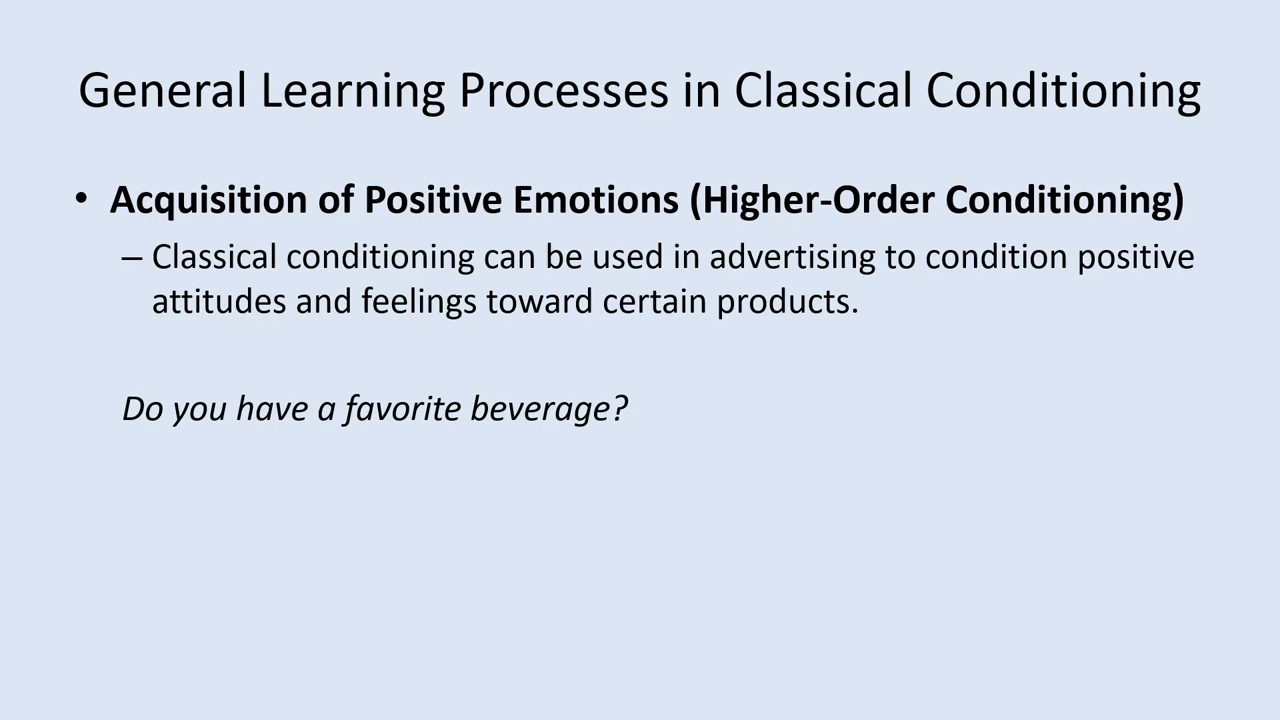 General Learning Processes in Classical Conditioning
• Acquisition of Positive Emotions (Higher-Order Conditioning)
– Classical conditioning can be used in advertising to condition positive
attitudes and feelings toward certain products.
Do you have a favorite beverage?